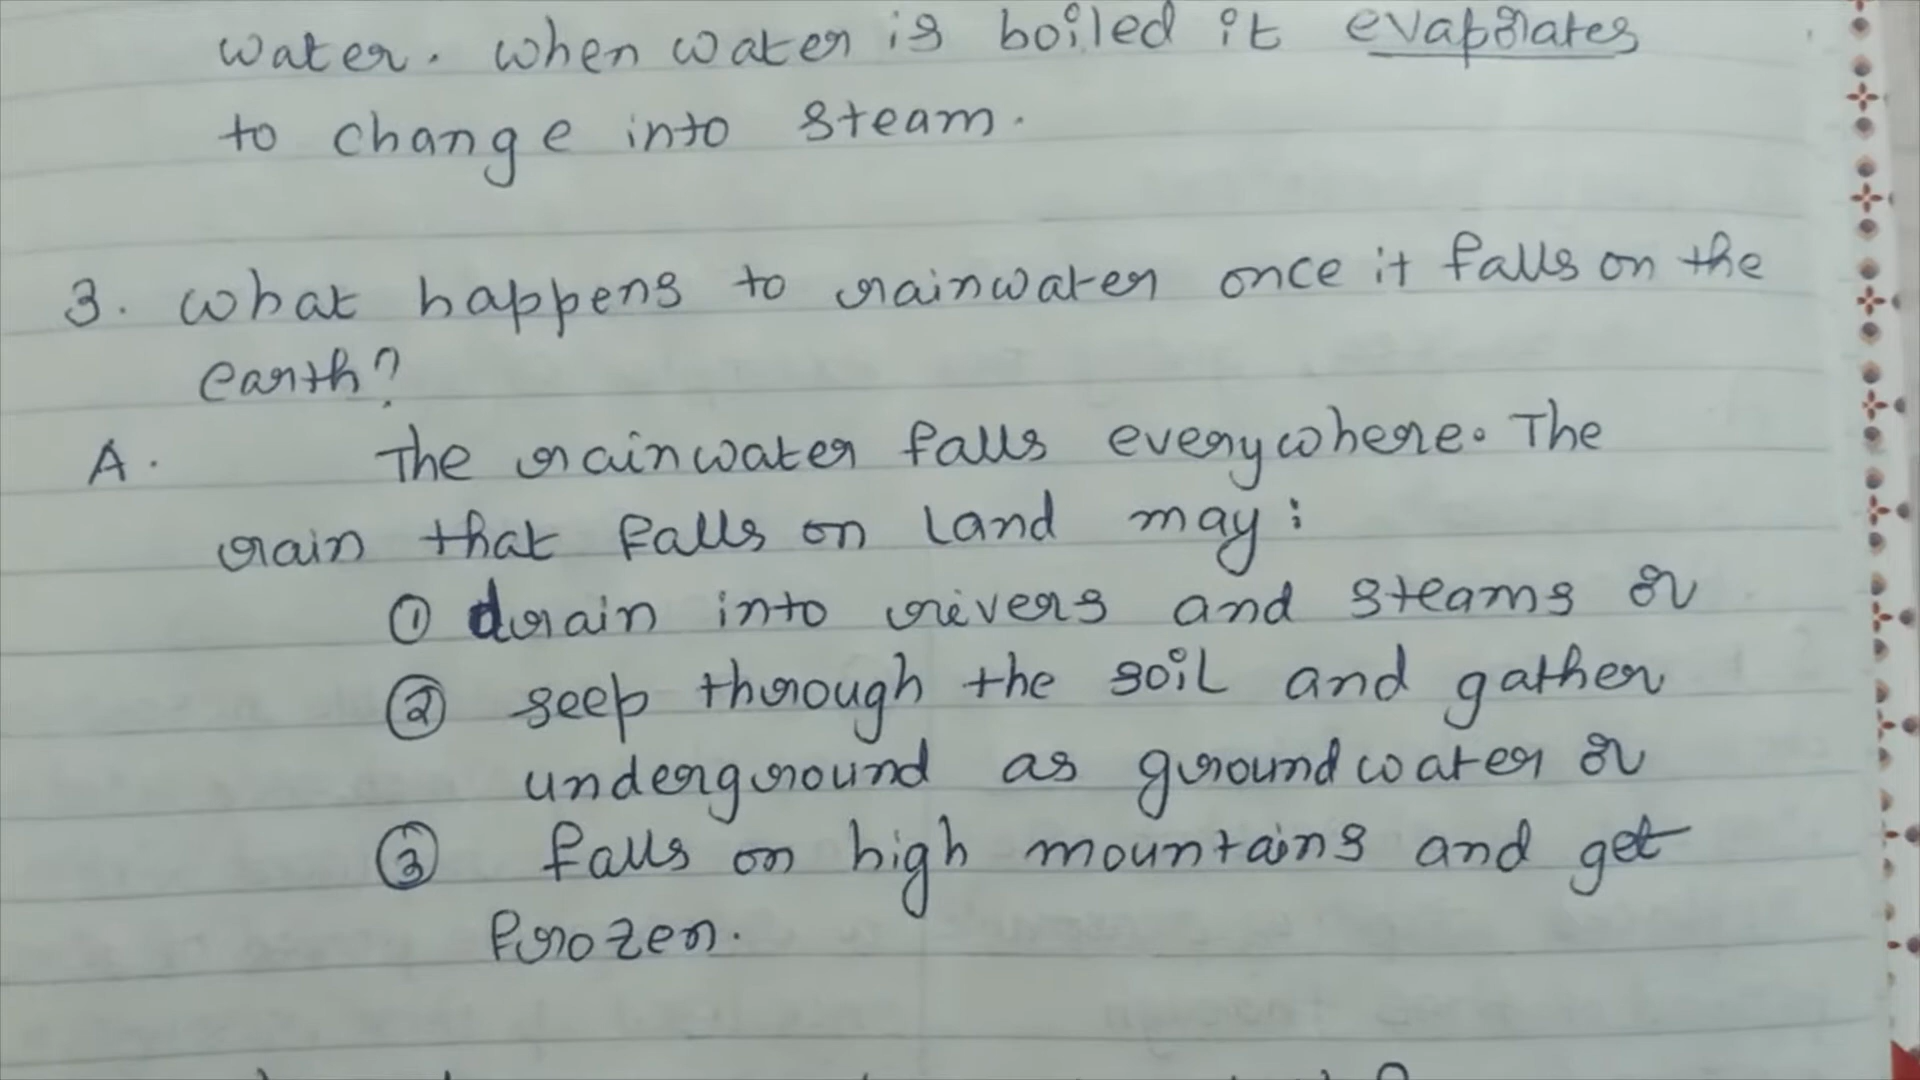 water. when water is boiled it evaporates
to change into steam.
3. what happens to rainwater once it falls on the
earth?
A. The rainwater falls everywhere. The
rain that falls on land may:
① drain into rivers and steams or
② seep through the soil and gather
underground as groundwater or
③ falls on high mountains and get
frozen.